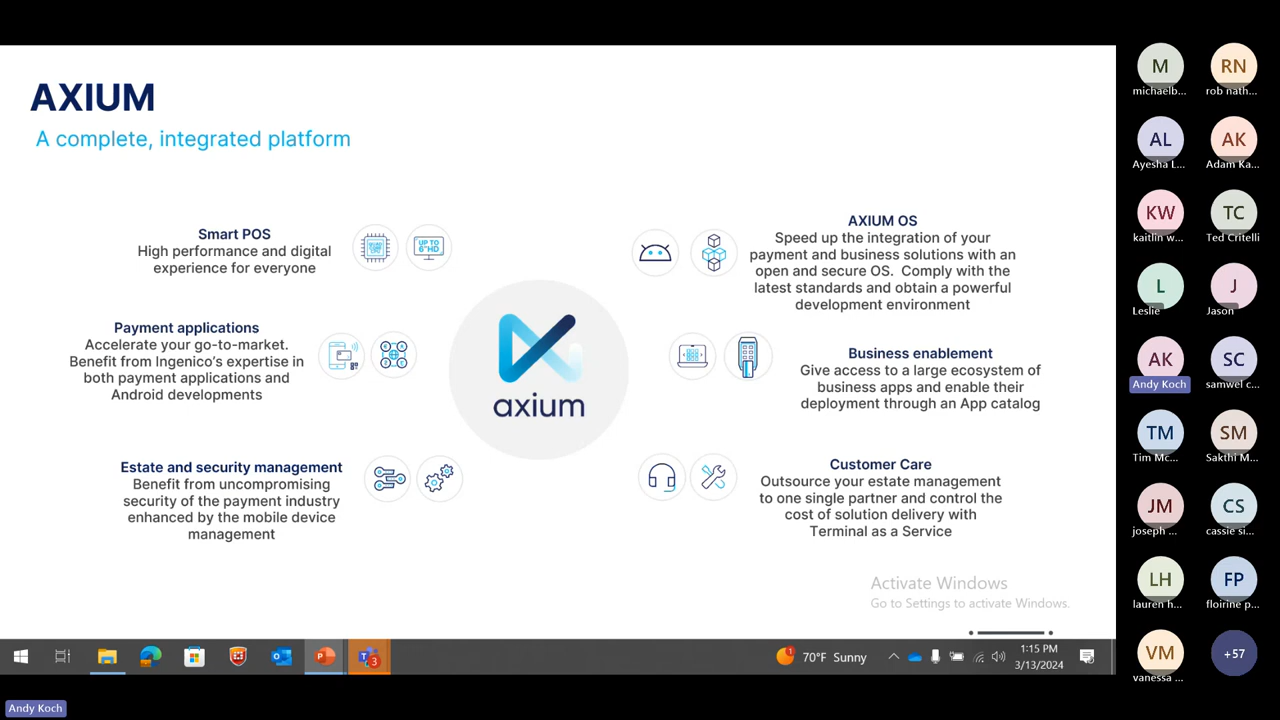 AXIUM
A complete, integrated platform
Smart POS
High performance and digital
experience for everyone
UP TO
6"HD
Payment applications
Accelerate your go-to-market.
Benefit from Ingenico's expertise in
both payment applications and
Android developments
Estate and security management
Benefit from uncompromising
security of the payment industry
enhanced by the mobile device
management
axium
AXIUM OS
Speed up the integration of your
payment and business solutions with an
open and secure OS. Comply with the
latest standards and obtain a powerful
development environment
Business enablement
Give access to a large ecosystem of
business apps and enable their
deployment through an App catalog
Customer Care
Outsource your estate management
to one single partner and control the
cost of solution delivery with
Terminal as a Service
Activate Windows
Go to Settings to activate Windows.
3
1
70°F Sunny
1:15 PM
3/13/2024
Andy Koch
M
michaelb...
RN
rob nath...
AL
Ayesha L...
AK
Adam Ka...
KW
kaitlin w...
TC
Ted Critelli
L
Leslie
J
Jason
AK
Andy Koch
SC
samwel c...
TM
Tim Mc...
SM
Sakthi M...
JM
joseph ...
CS
cassie si...
LH
lauren h...
FP
floirine p...
VM
vanessa ...
+57